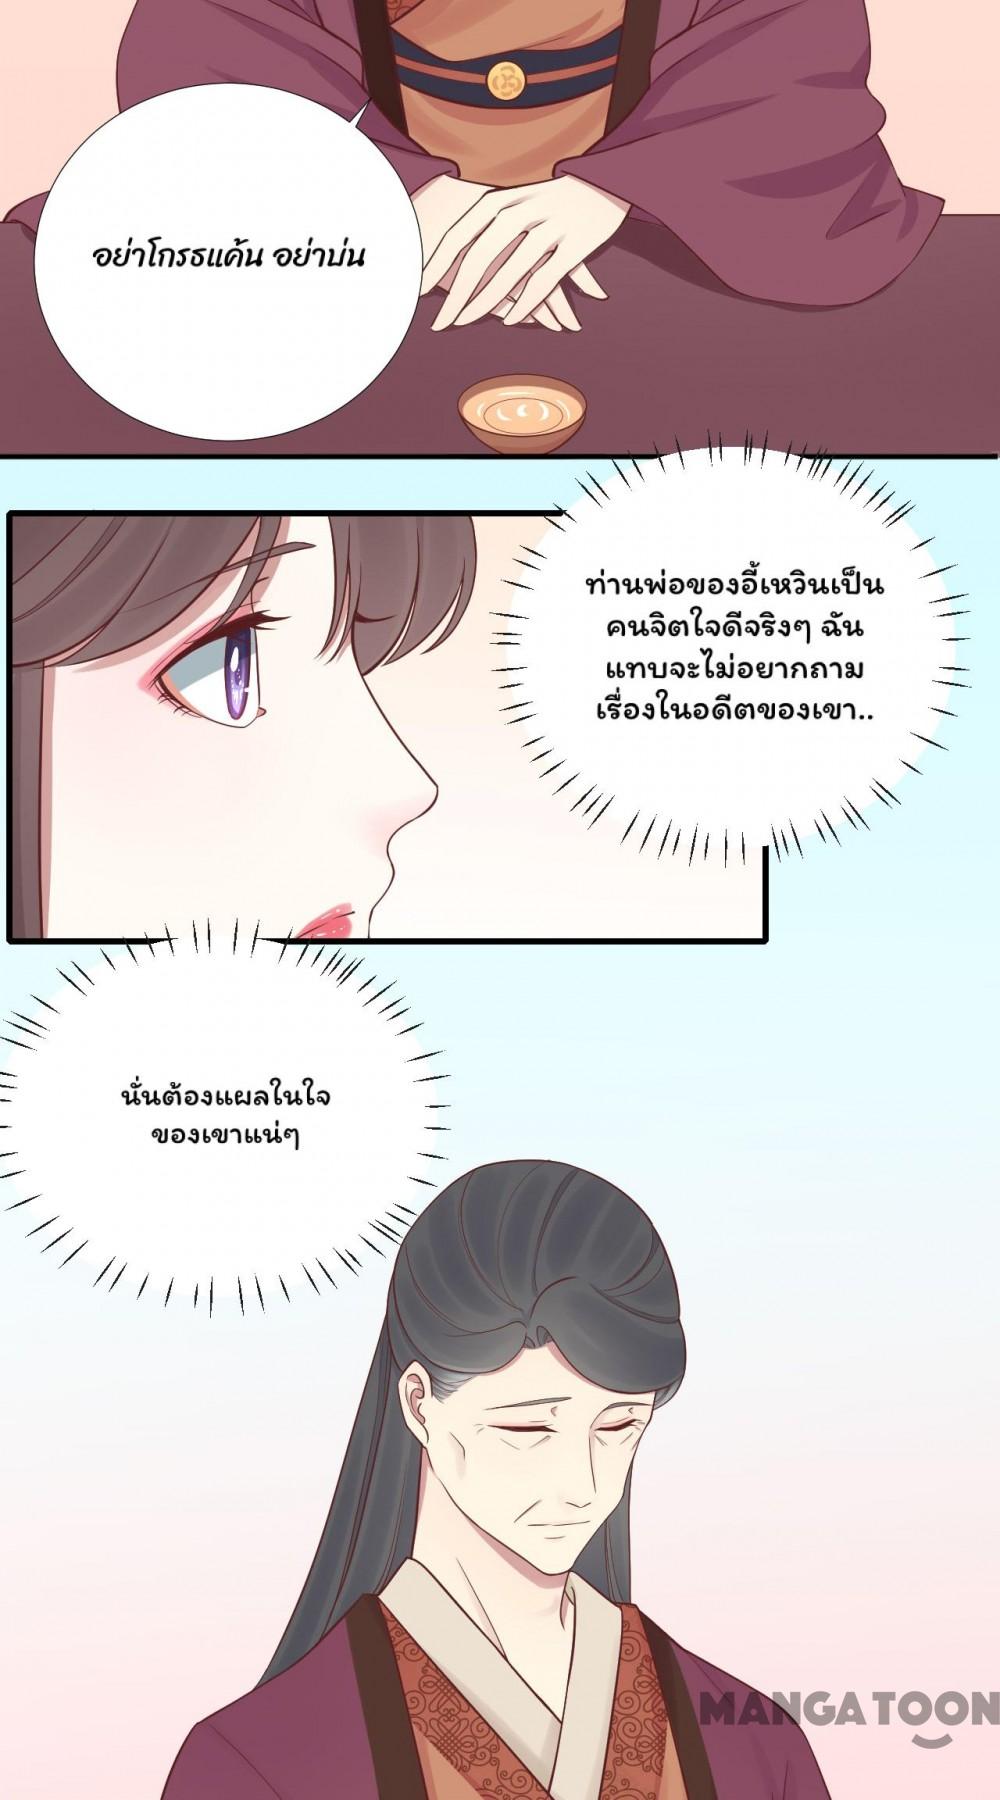 อย่าโกรธแค้น อย่าบ่น
ท่านพ่อของอี้เหวินเป็น
คนจิตใจดีจริงๆ ฉัน
แทบจะไม่อยากถาม
เรื่องในอดีตของเขา..
นั่นต้องแผลในใจ
ของเขาแน่ๆ
MANGATOON